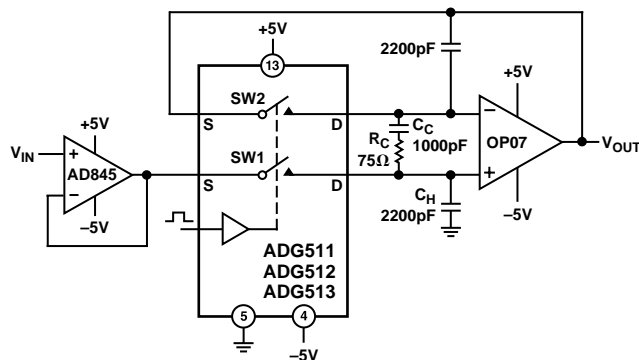 +5V
2200pF
13
+5V
SW2
S
D
+5V
C_C
R_C
1000pF
75Ω
OP07
V_OUT
V_IN
AD845
SW1
S
D
C_H
2200pF
–5V
–5V
ADG511
ADG512
ADG513
5
4
–5V
+
–
–
+